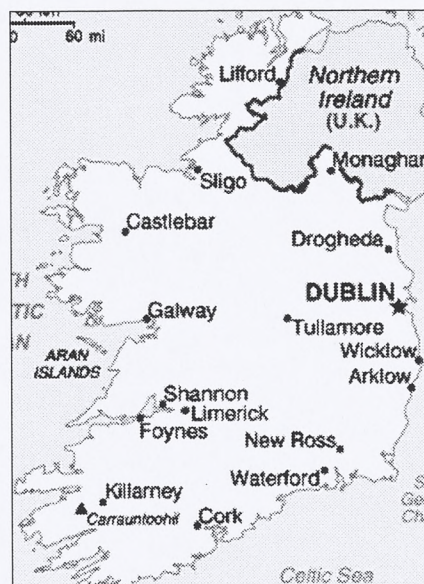 60 mi
Lifford
Northern
Ireland
(U.K.)
Monaghan
Sligo
Castlebar
Drogheda
DUBLIN
Galway
Tullamore
ARAN
ISLANDS
Wicklow
Arklow
Shannon
Limerick
Foynes
New Ross
Waterford
Killarney
Carrauntoohil
Cork
Celtic Sea